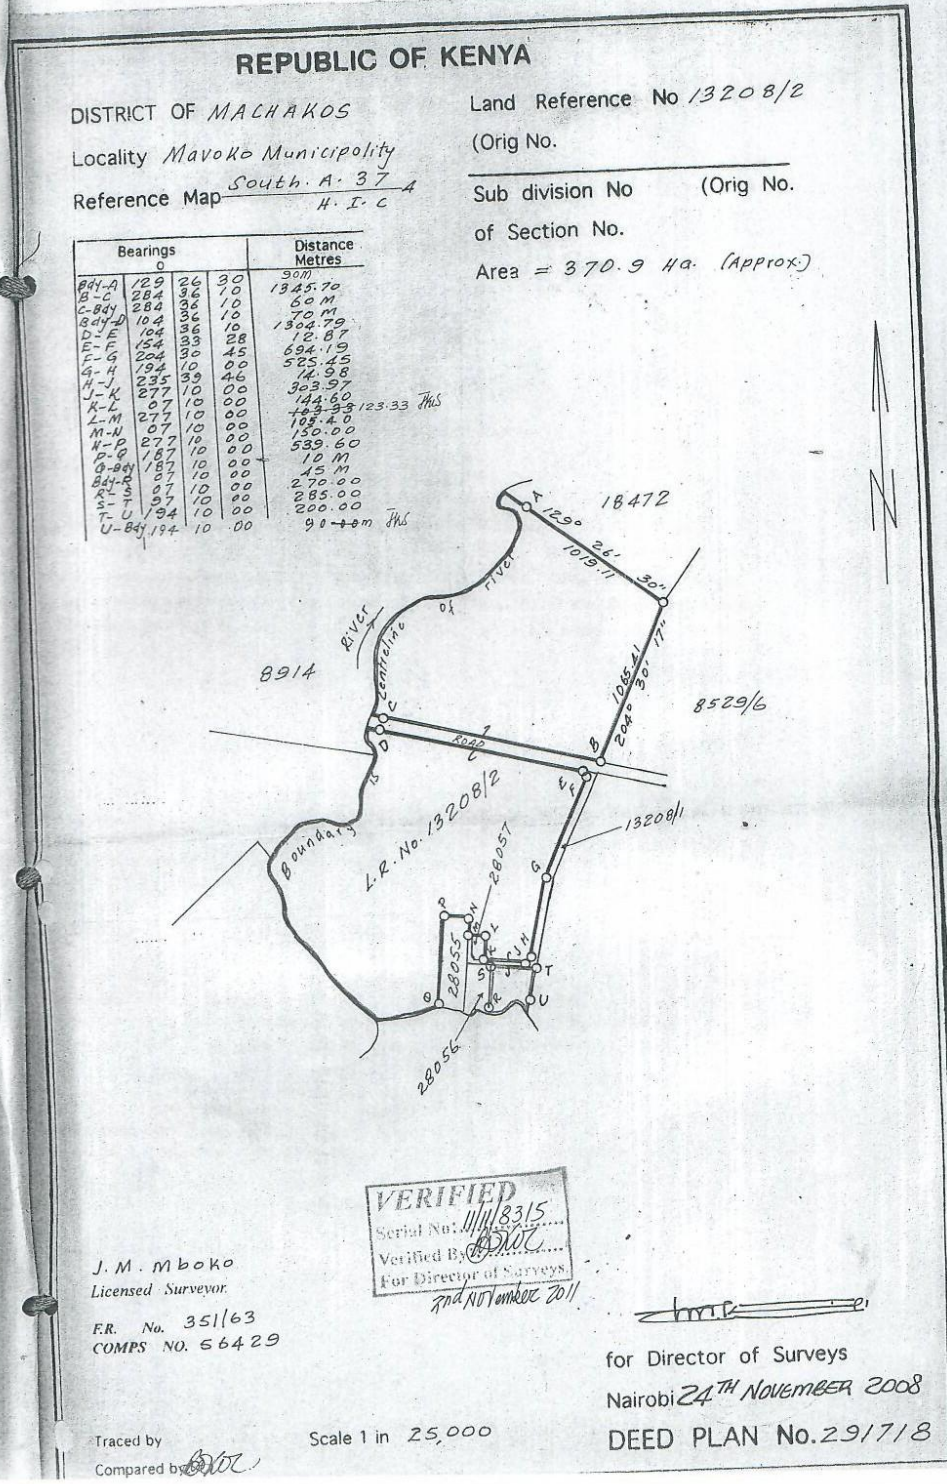 REPUBLIC OF KENYA
DISTRICT OF MACHAKOS
Locality Mavoko Municipolity
Reference Map South. A. 37 A
H. I. C
Land Reference No 13208/2
(Orig No.
Sub division No (Orig No.
of Section No.
Area = 370.9 Ha. (Approx.)
Bearings Distance
o Metres
Bdy-A 129 26 30 90m
B-C 284 36 10 1345.70
C-Bdy 284 36 10 60 M
Bdy-D 104 36 10 70 M
D-E 104 36 10 1304.79
E-F 154 33 28 12.87
F-G 204 30 45 694.19
G-H 194 10 00 525.45
H-J 235 39 46 14.98
J-K 277 10 00 303.97
K-L 07 10 00 144.60
L-M 277 10 00 103.33 123.33
M-N 07 10 00 105.40
N-P 277 10 00 150.00
P-Q 187 10 00 539.60
Q-Bdy 187 10 00 10 M
Bdy-R 07 10 00 45 M
R-S 07 10 00 270.00
S-T 97 10 00 285.00
T-U 194 10 00 200.00
U-Bdy 194 10 00 90m
N
A
18472
129° 26' 30"
1019.11
River
Centreline of river
8914
1065.41
204° 30' 17"
8529/6
C
D
ROAD
B
E
F
is
Boundary
L.R. No. 13208/2
28057
13208/1
G
P
N
M
L
K
J
H
28055
S
T
Q
R
U
28056
VERIFIED
Serial No: 11/11/8315
Verified By
For Director of Surveys
2nd November 2011
J. M. Mboko
Licensed Surveyor.
F.R. No. 351/63
COMPS NO. 56429
for Director of Surveys
Nairobi 24TH NOVEMBER 2008
DEED PLAN No. 291718
Traced by
Compared by
Scale 1 in 25,000